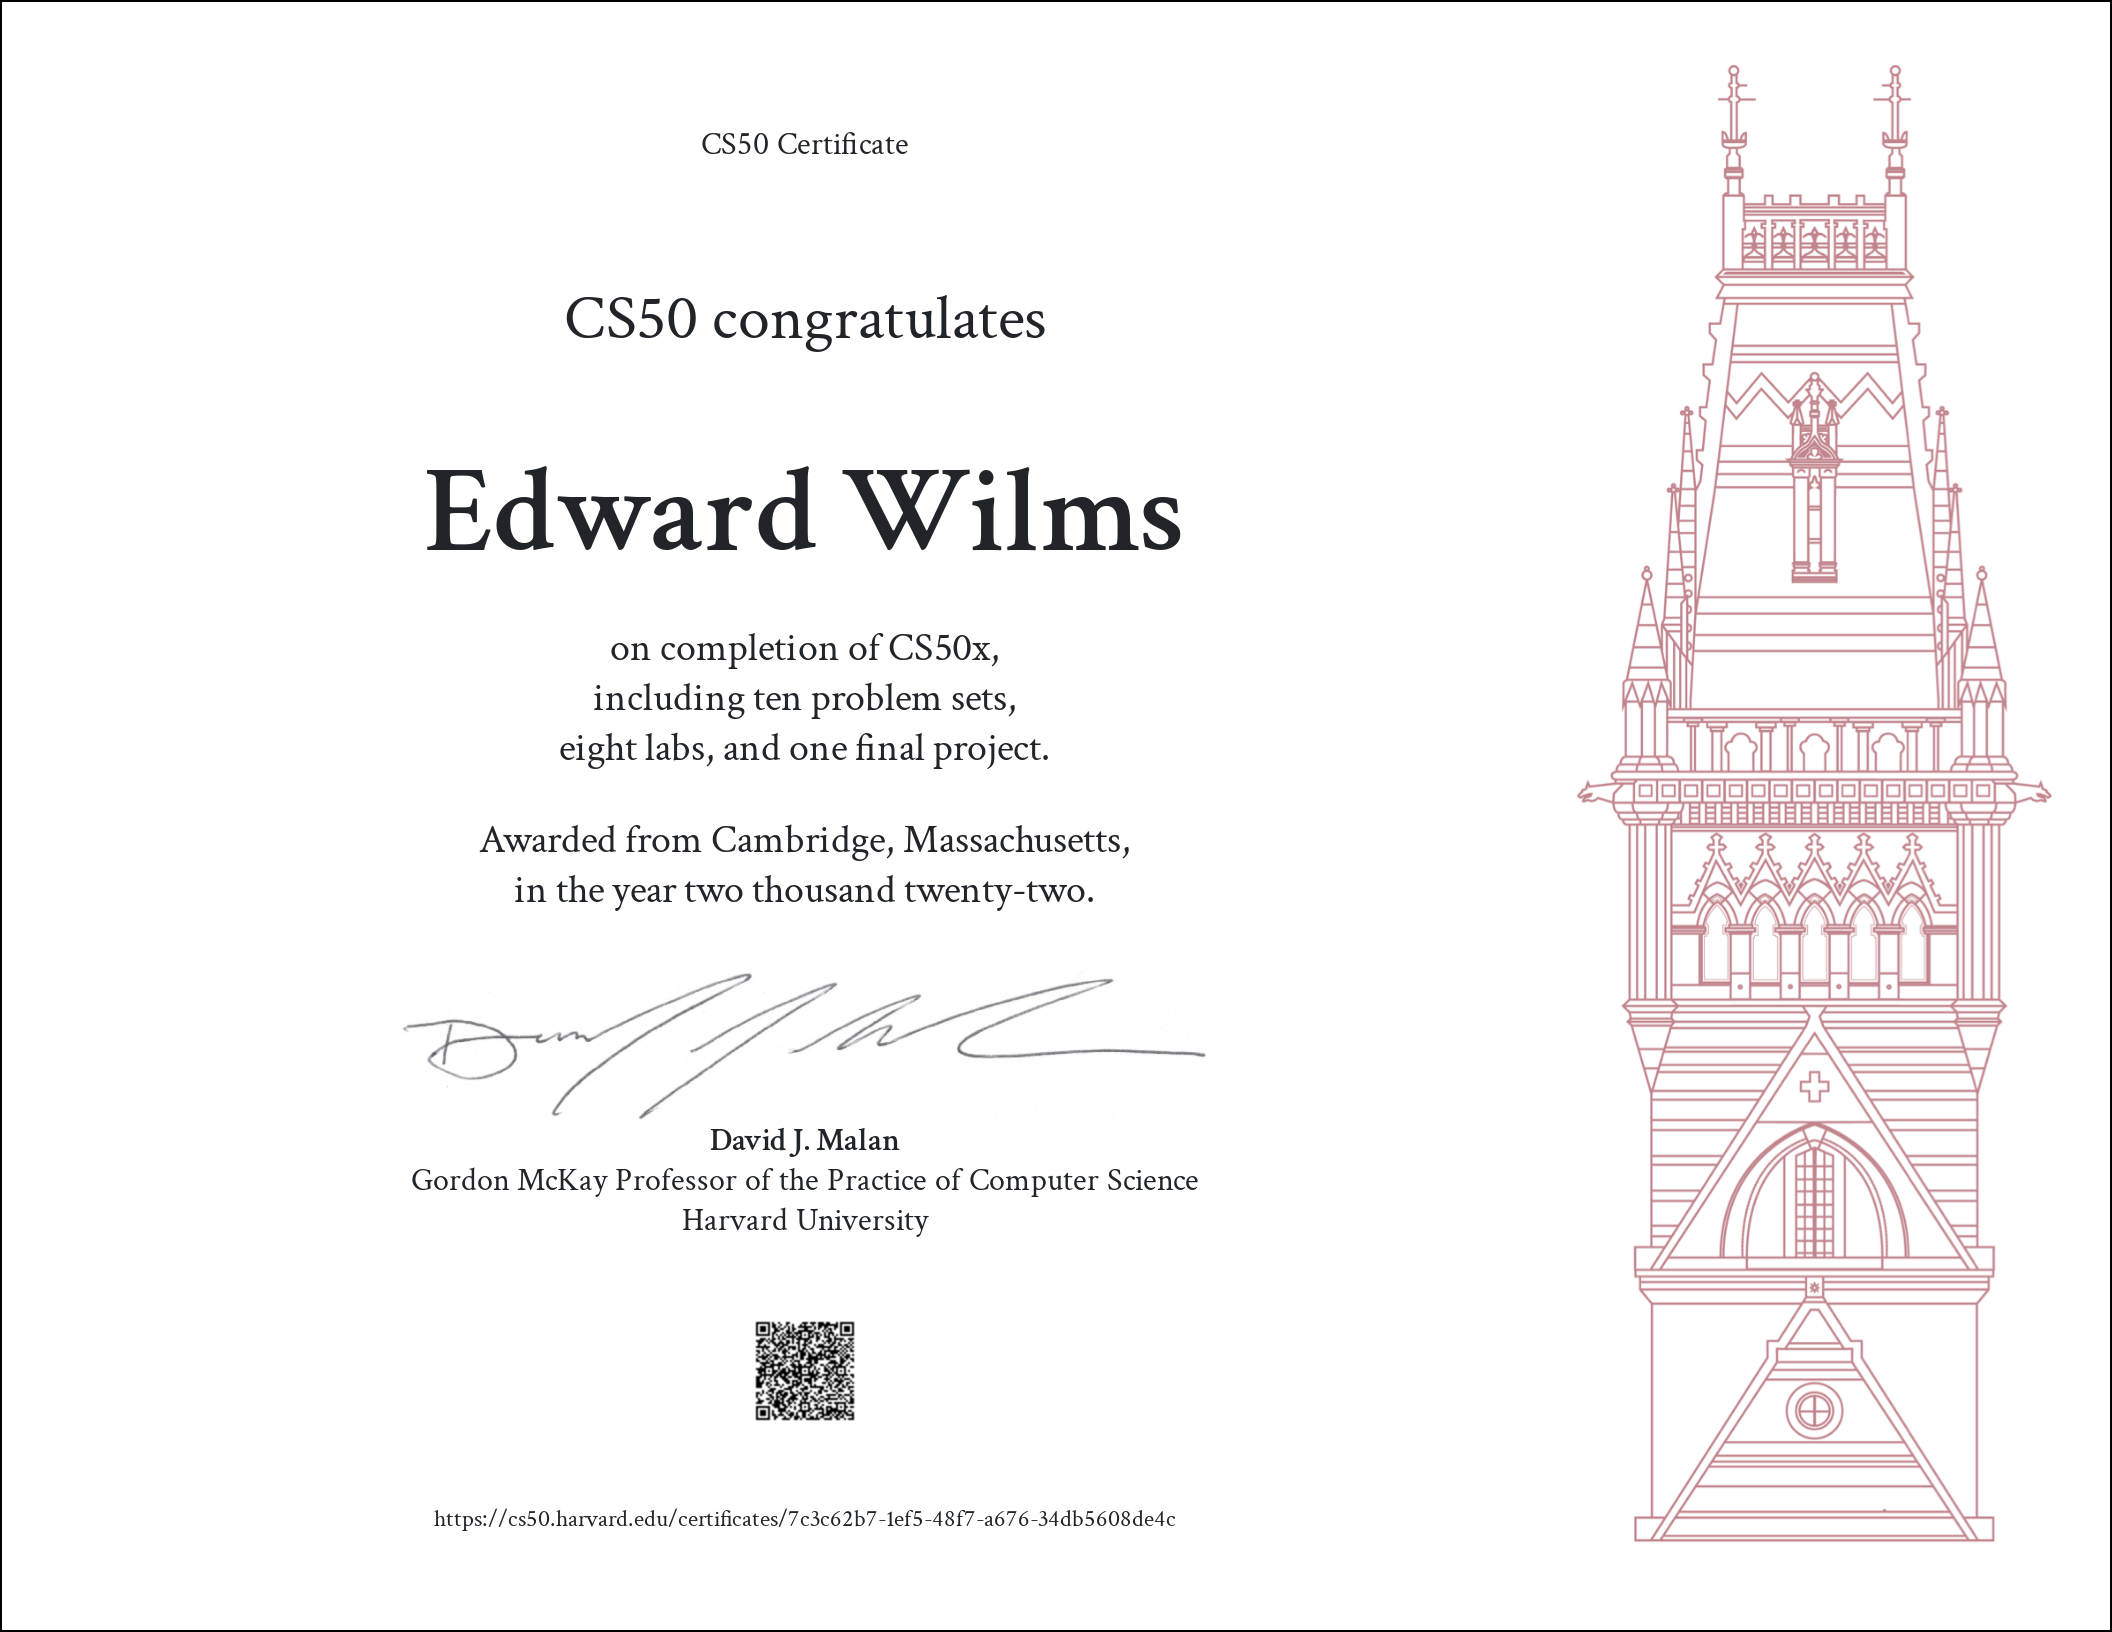 CS50 Certificate
CS50 congratulates
Edward Wilms
on completion of CS50x,
including ten problem sets,
eight labs, and one final project.
Awarded from Cambridge, Massachusetts,
in the year two thousand twenty-two.
David J. Malan
Gordon McKay Professor of the Practice of Computer Science
Harvard University
https://cs50.harvard.edu/certificates/7c3c62b7-1ef5-48f7-a676-34db5608de4c